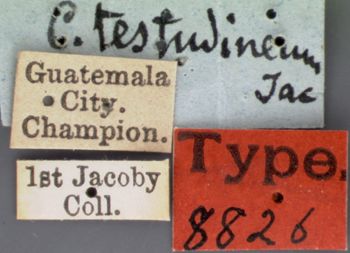 C. testudineum
Jac
Guatemala
City.
Champion.
1st Jacoby
Coll.
Type.
8826